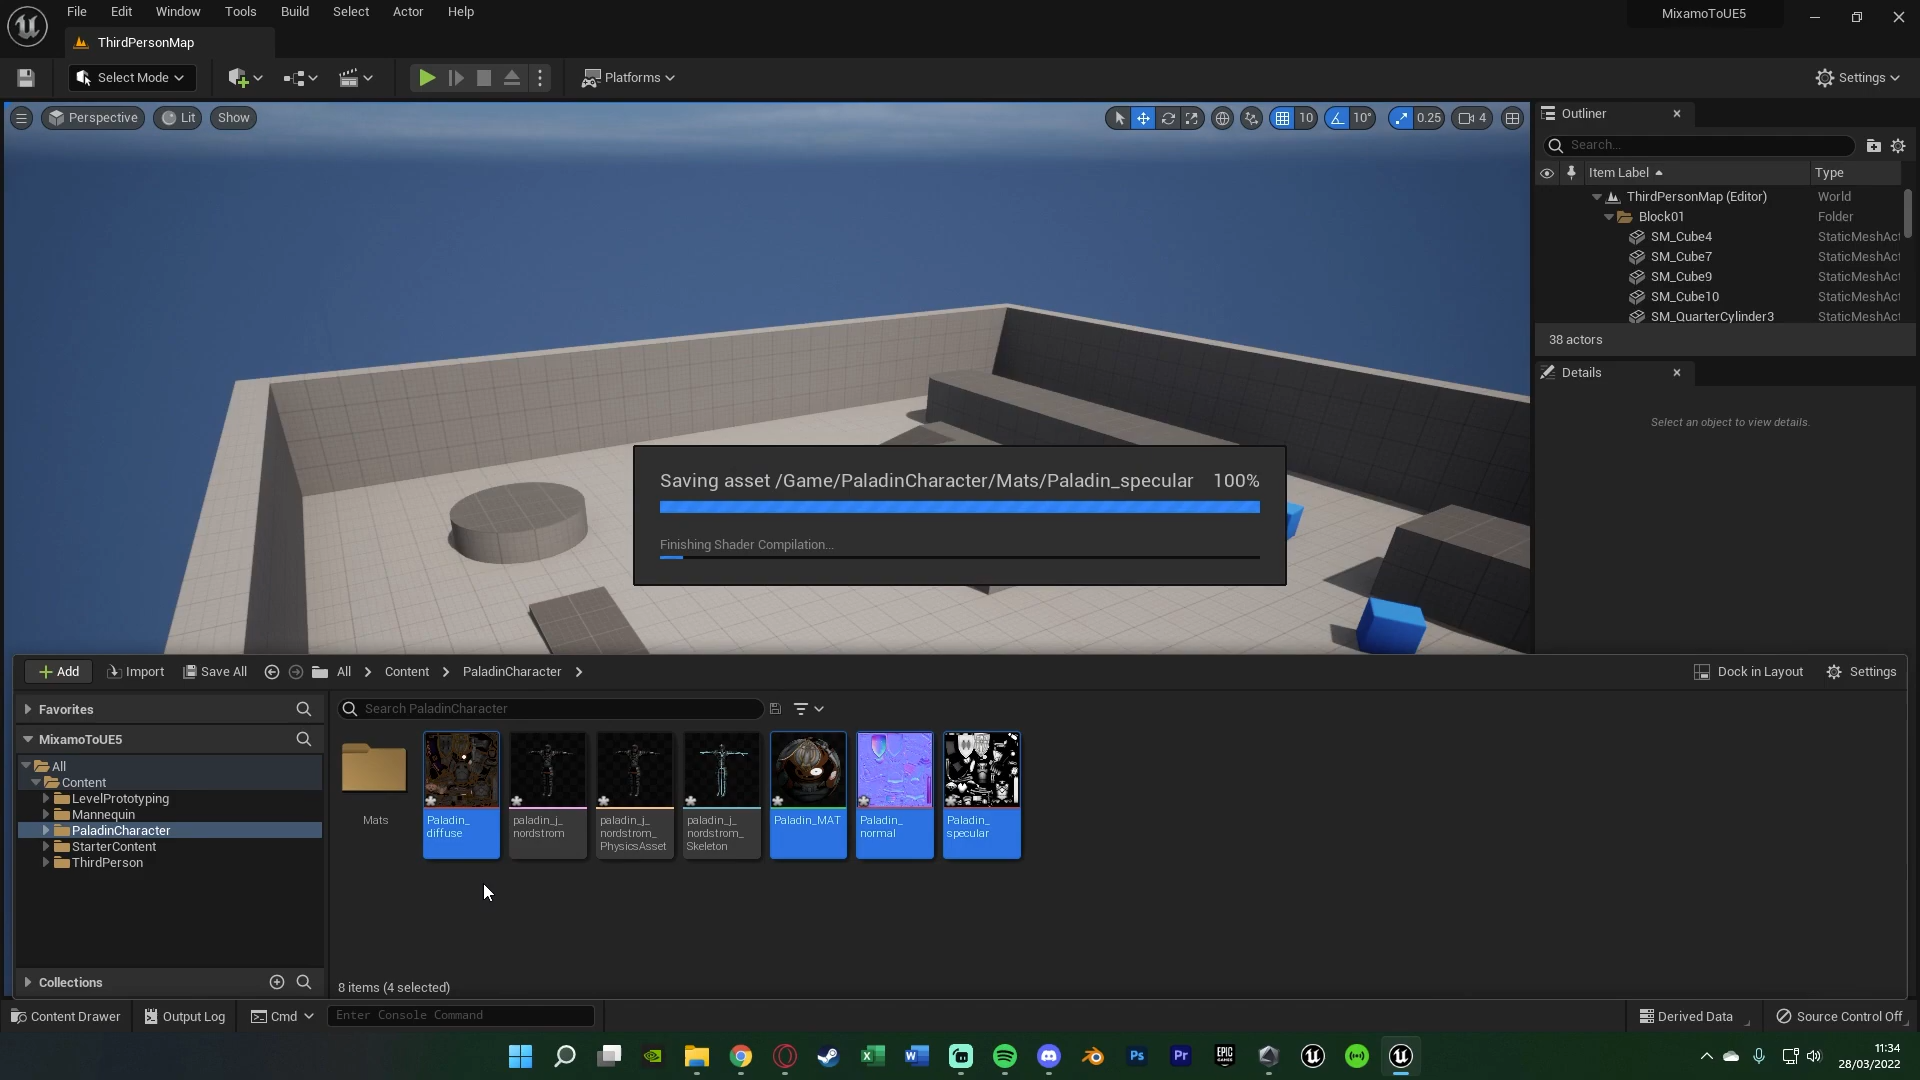 File Edit Window Tools Build Select Actor Help
MixamoToUE5
ThirdPersonMap
Select Mode
Platforms
Settings
Perspective
Lit
Show
10
10°
0.25
4
Outliner
Search...
Item Label
Type
ThirdPersonMap (Editor) World
Block01 Folder
SM_Cube4 StaticMeshAct
SM_Cube7 StaticMeshAct
SM_Cube9 StaticMeshAct
SM_Cube10 StaticMeshAct
SM_QuarterCylinder3 StaticMeshAct
38 actors
Details
Select an object to view details.
Saving asset /Game/PaladinCharacter/Mats/Paladin_specular 100%
Finishing Shader Compilation...
Add Import Save All All Content PaladinCharacter
Dock in Layout Settings
Favorites
MixamoToUE5
All
Content
LevelPrototyping
Mannequin
PaladinCharacter
StarterContent
ThirdPerson
Collections
Search PaladinCharacter
Mats
Paladin_
diffuse
paladin_j_
nordstrom
paladin_j_
nordstrom_
PhysicsAsset
paladin_j_
nordstrom_
Skeleton
Paladin_MAT
Paladin_
normal
Paladin_
specular
8 items (4 selected)
Content Drawer Output Log Cmd Enter Console Command
Derived Data Source Control Off
Ps
Pr
EPIC
GAMES
11:34
28/03/2022